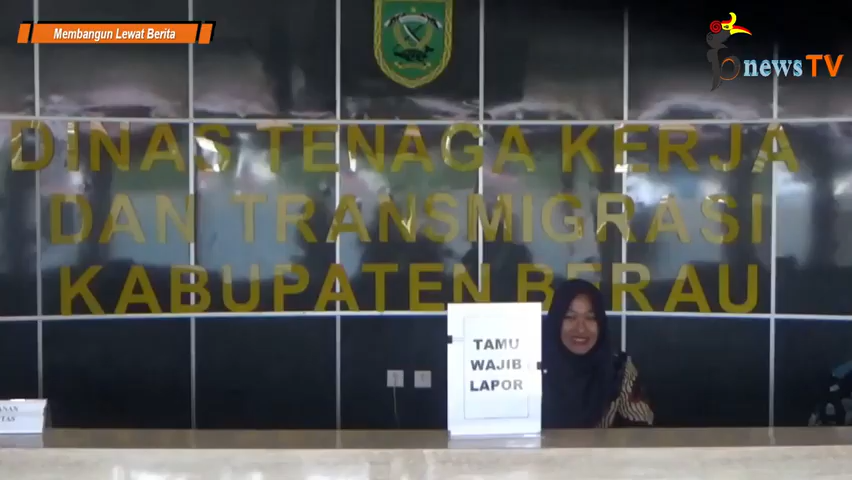 Membangun Lewat Berita
newsTV
DINAS TENAGA KERJA
DAN TRANSMIGRASI
KABUPATEN BERAU
TAMU
WAJIB
LAPOR